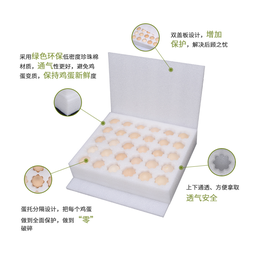 双盖板设计，增加
保护，解决后顾之忧
采用绿色环保低密度珍珠棉
材质，通气性更好，避免鸡
蛋变质，保持鸡蛋新鲜度
上下通透、方便拿取
透气安全
蛋托分隔设计，把每个鸡蛋
做到全面保护，做到“零”
破碎